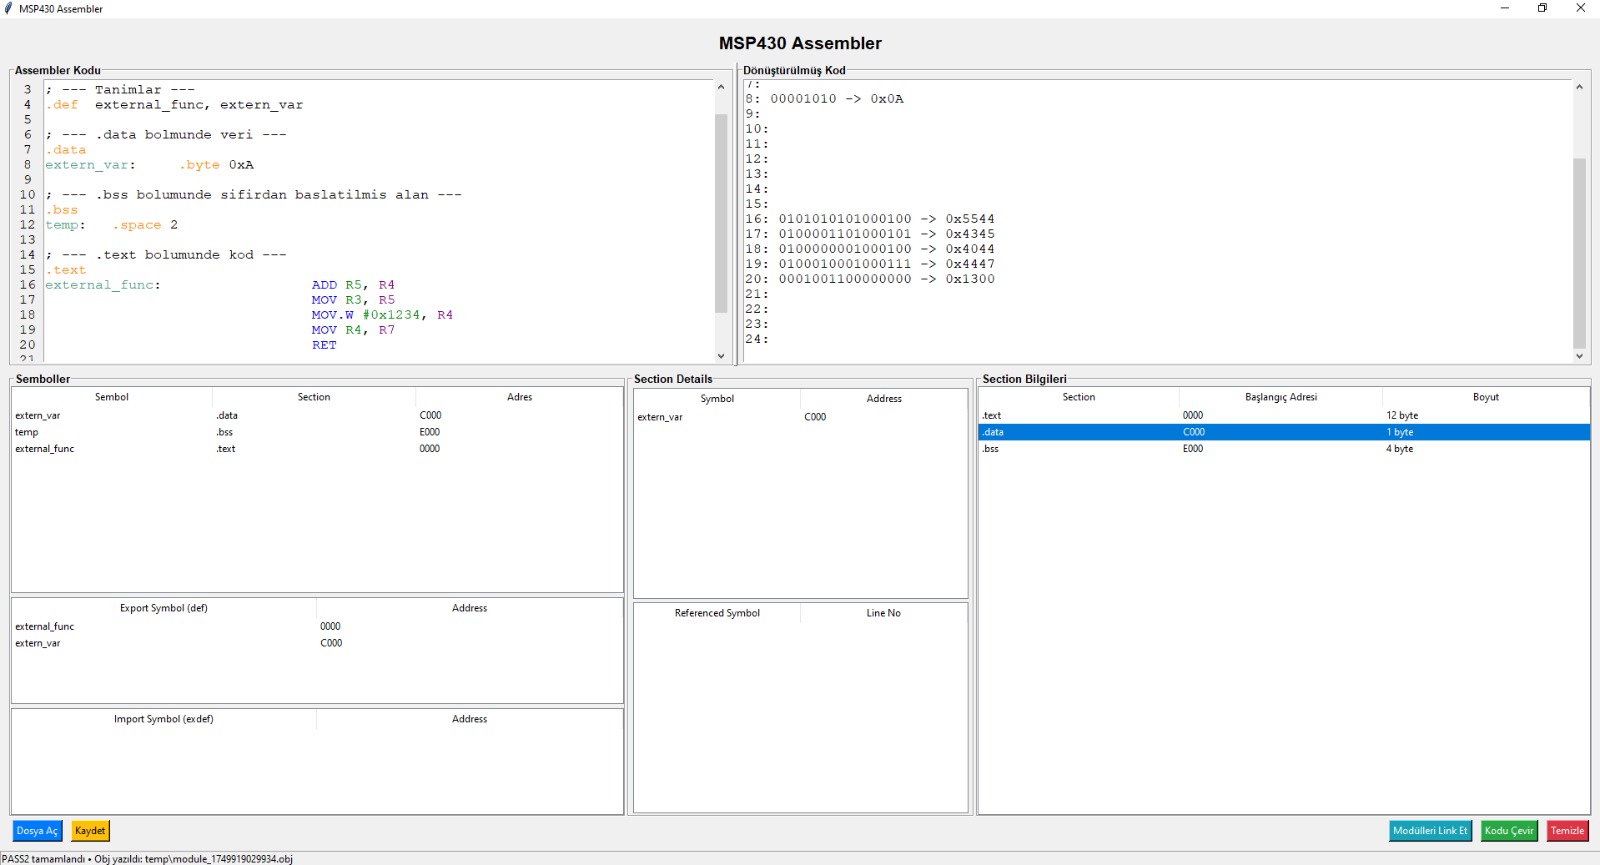 MSP430 Assembler
MSP430 Assembler
Assembler Kodu
3 ; --- Tanimlar ---
4 .def external_func, extern_var
5
6 ; --- .data bolmunde veri ---
7 .data
8 extern_var: .byte 0xA
9
10 ; --- .bss bolumunde sifirdan baslatilmis alan ---
11 .bss
12 temp: .space 2
13
14 ; --- .text bolumunde kod ---
15 .text
16 external_func: ADD R5, R4
17 MOV R3, R5
18 MOV.W #0x1234, R4
19 MOV R4, R7
20 RET
21
Dönüştürülmüş Kod
7:
8: 00001010 -> 0x0A
9:
10:
11:
12:
13:
14:
15:
16: 0101010101000100 -> 0x5544
17: 0100001101000101 -> 0x4345
18: 0100000001000100 -> 0x4044
19: 0100010001000111 -> 0x4447
20: 0001001100000000 -> 0x1300
21:
22:
23:
24:
Semboller
Sembol Section Adres
extern_var .data C000
temp .bss E000
external_func .text 0000
Export Symbol (def) Address
external_func 0000
extern_var C000
Import Symbol (exdef) Address
Section Details
Symbol Address
extern_var C000
Referenced Symbol Line No
Section Bilgileri
Section Başlangıç Adresi Boyut
.text 0000 12 byte
.data C000 1 byte
.bss E000 4 byte
Dosya Aç Kaydet Modülleri Link Et Kodu Çevir Temizle
PASS2 tamamlandı • Obj yazıldı: temp\module_1749919029934.obj